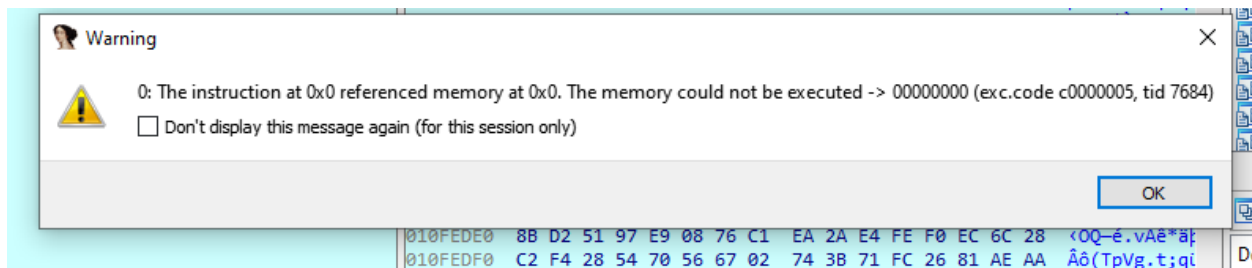 Warning
0: The instruction at 0x0 referenced memory at 0x0. The memory could not be executed -> 00000000 (exc.code c0000005, tid 7684)
Don't display this message again (for this session only)
OK
010FEDE0 8B D2 51 97 E9 08 76 C1 EA 2A E4 FE F0 EC 6C 28
010FEDF0 C2 F4 28 54 70 56 67 02 74 3B 71 FC 26 81 AE AA Âô(TpVg.t;qü